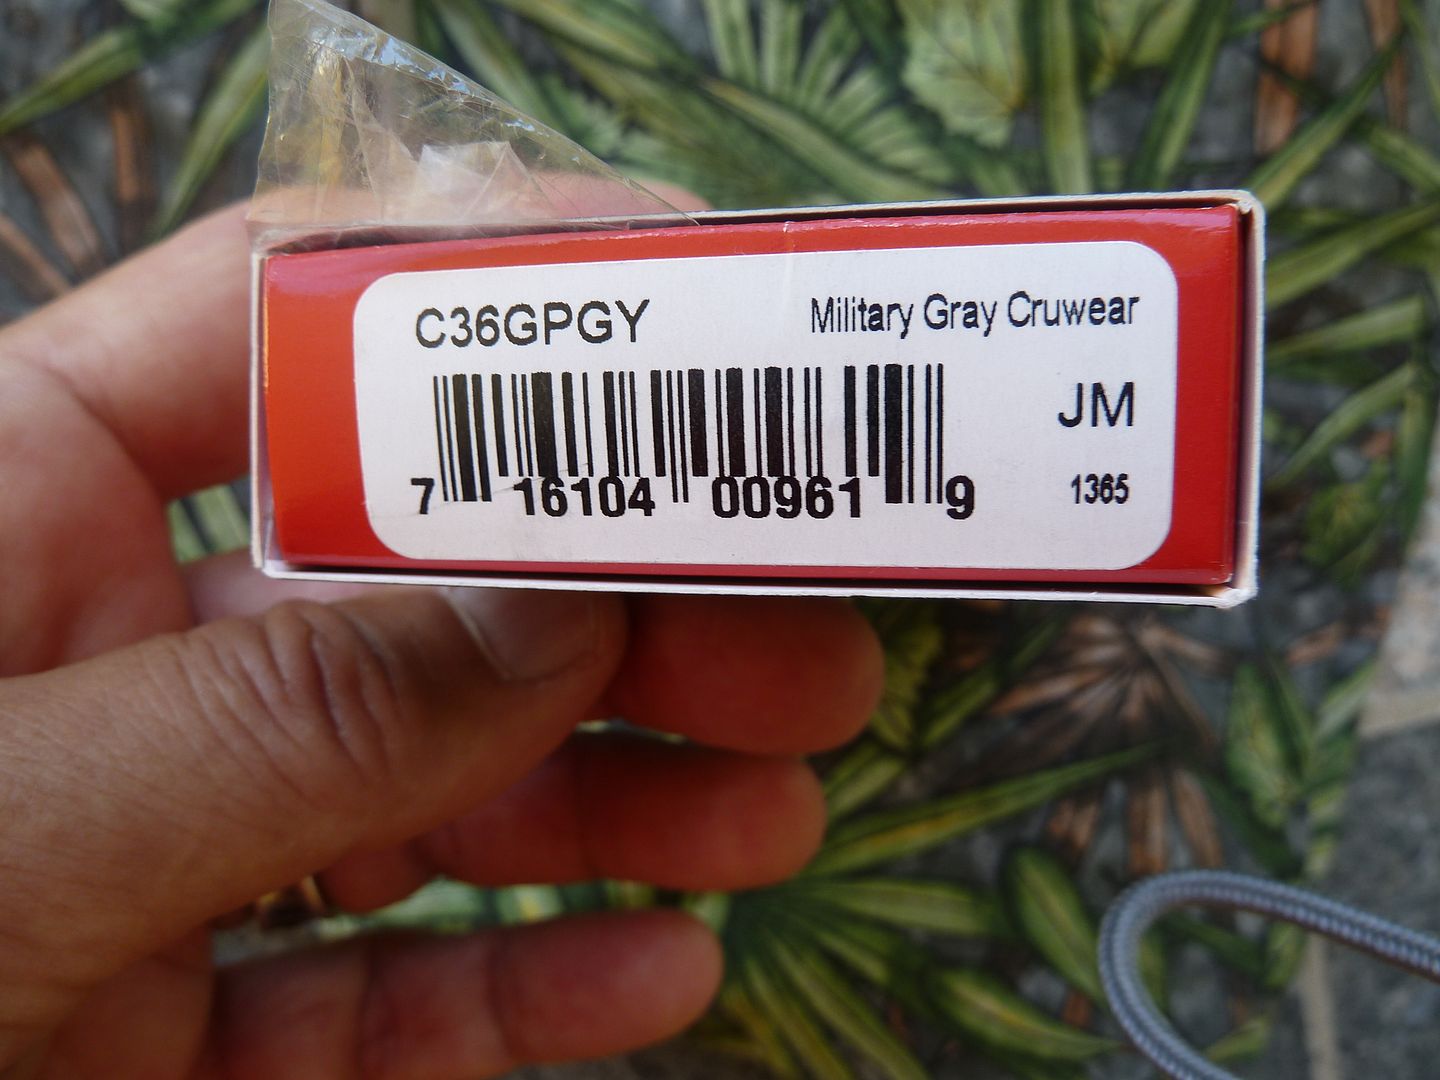 C36GPGY Military Gray Cruwear
JM
7 16104 00961 9
1365